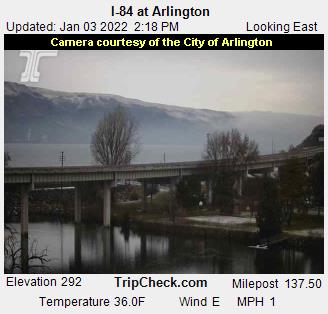 I-84 at Arlington
Updated: Jan 03 2022 2:18 PM Looking East
Camera courtesy of the City of Arlington
Elevation 292 TripCheck.com Milepost 137.50
Temperature 36.0F Wind E MPH 1